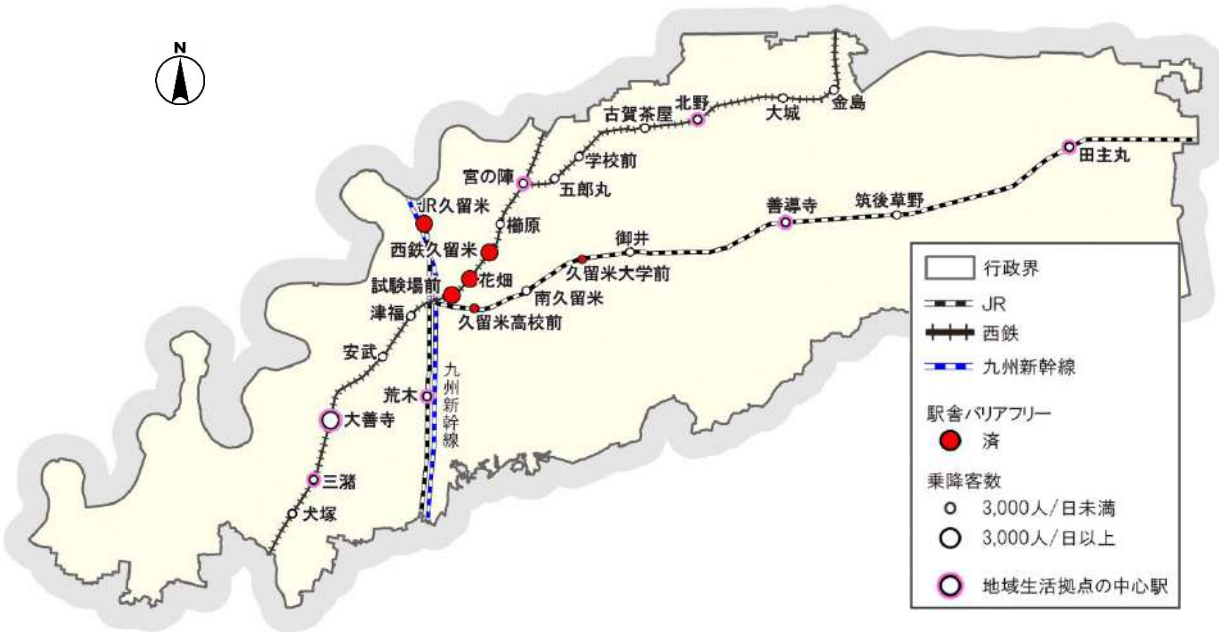 N
金島
北野
大城
古賀茶屋
田主丸
学校前
宮の陣
五郎丸
JR久留米
善導寺
筑後草野
櫛原
御井
西鉄久留米
久留米大学前
花畑
試験場前
南久留米
津福
久留米高校前
安武
九州新幹線
荒木
大善寺
三潴
犬塚
行政界
JR
西鉄
九州新幹線
駅舎バリアフリー
済
乗降客数
3,000人/日未満
3,000人/日以上
地域生活拠点の中心駅